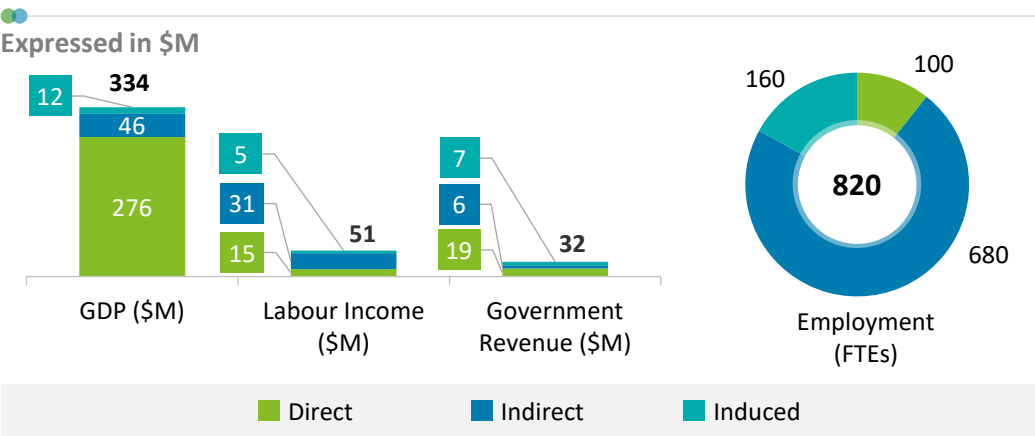 Expressed in $M
12
334
46
276
5
31
15
51
7
6
19
32
GDP ($M)
Labour Income
($M)
Government
Revenue ($M)
160
100
820
680
Employment
(FTEs)
Direct
Indirect
Induced